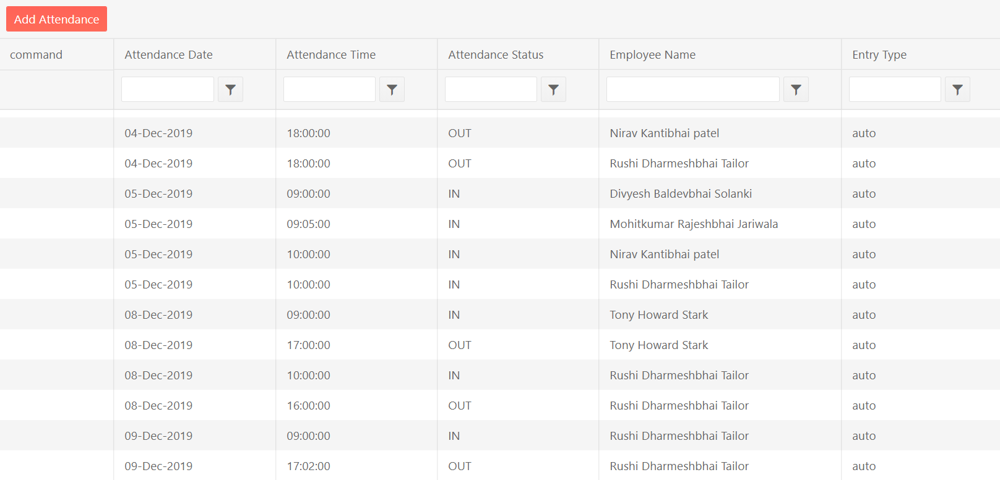 Add Attendance
command Attendance Date Attendance Time Attendance Status Employee Name Entry Type
04-Dec-2019 18:00:00 OUT Nirav Kantibhai patel auto
04-Dec-2019 18:00:00 OUT Rushi Dharmeshbhai Tailor auto
05-Dec-2019 09:00:00 IN Divyesh Baldevbhai Solanki auto
05-Dec-2019 09:05:00 IN Mohitkumar Rajeshbhai Jariwala auto
05-Dec-2019 10:00:00 IN Nirav Kantibhai patel auto
05-Dec-2019 10:00:00 IN Rushi Dharmeshbhai Tailor auto
08-Dec-2019 09:00:00 IN Tony Howard Stark auto
08-Dec-2019 17:00:00 OUT Tony Howard Stark auto
08-Dec-2019 10:00:00 IN Rushi Dharmeshbhai Tailor auto
08-Dec-2019 16:00:00 OUT Rushi Dharmeshbhai Tailor auto
09-Dec-2019 09:00:00 IN Rushi Dharmeshbhai Tailor auto
09-Dec-2019 17:02:00 OUT Rushi Dharmeshbhai Tailor auto